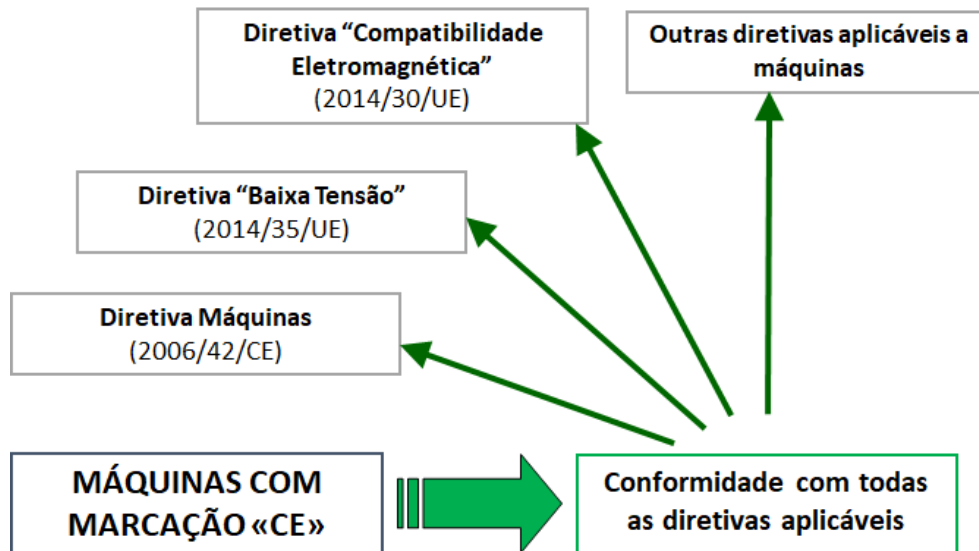 Diretiva “Compatibilidade
Eletromagnética”
(2014/30/UE)
Outras diretivas aplicáveis a
máquinas
Diretiva “Baixa Tensão”
(2014/35/UE)
Diretiva Máquinas
(2006/42/CE)
MÁQUINAS COM
MARCAÇÃO «CE»
Conformidade com todas
as diretivas aplicáveis